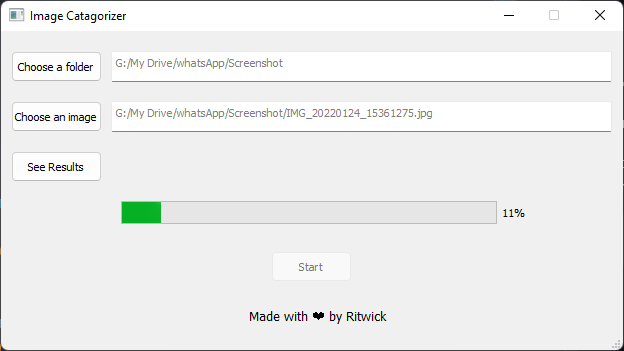 Image Catagorizer
Choose a folder
G:/My Drive/whatsApp/Screenshot
Choose an image
G:/My Drive/whatsApp/Screenshot/IMG_20220124_15361275.jpg
See Results
11%
Start
Made with ❤ by Ritwick